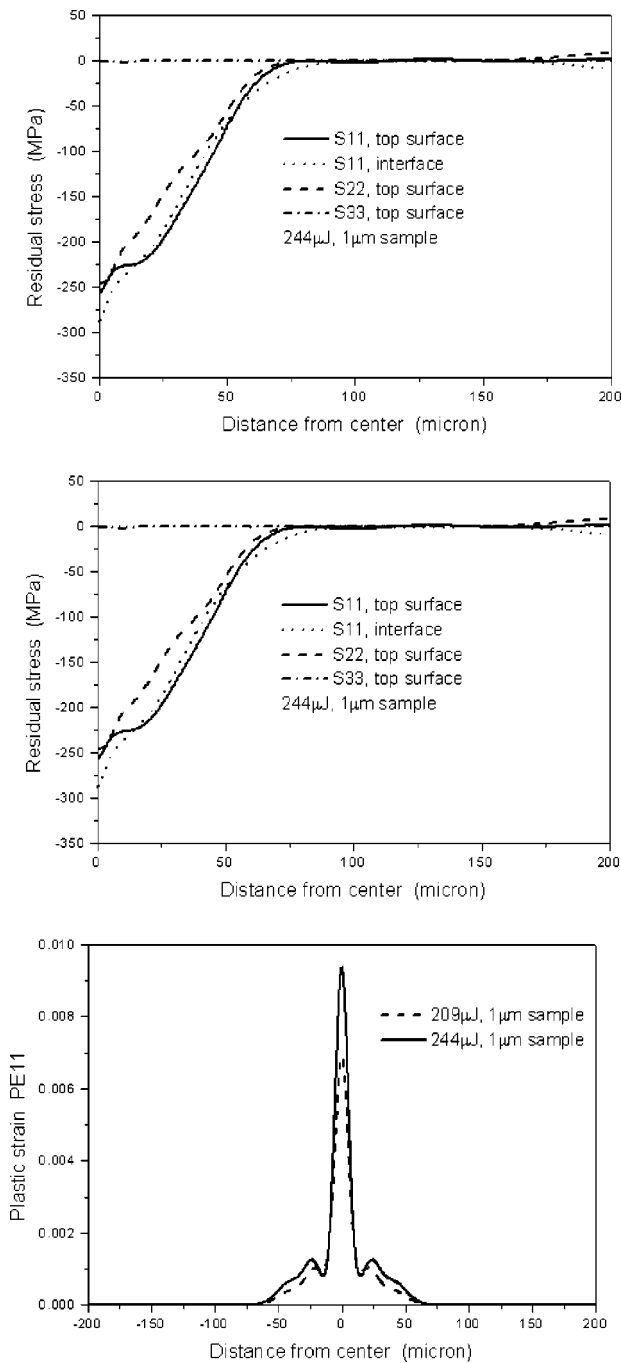 50
0
-50
-100
-150
-200
-250
-300
-350
Residual stress (MPa)
S11, top surface
S11, interface
S22, top surface
S33, top surface
244µJ, 1µm sample
0 50 100 150 200
Distance from center (micron)
50
0
-50
-100
-150
-200
-250
-300
-350
Residual stress (MPa)
S11, top surface
S11, interface
S22, top surface
S33, top surface
244µJ, 1µm sample
0 50 100 150 200
Distance from center (micron)
0.010
0.008
0.006
0.004
0.002
0.000
Plastic strain PE11
209µJ, 1µm sample
244µJ, 1µm sample
-200 -150 -100 -50 0 50 100 150 200
Distance from center (micron)